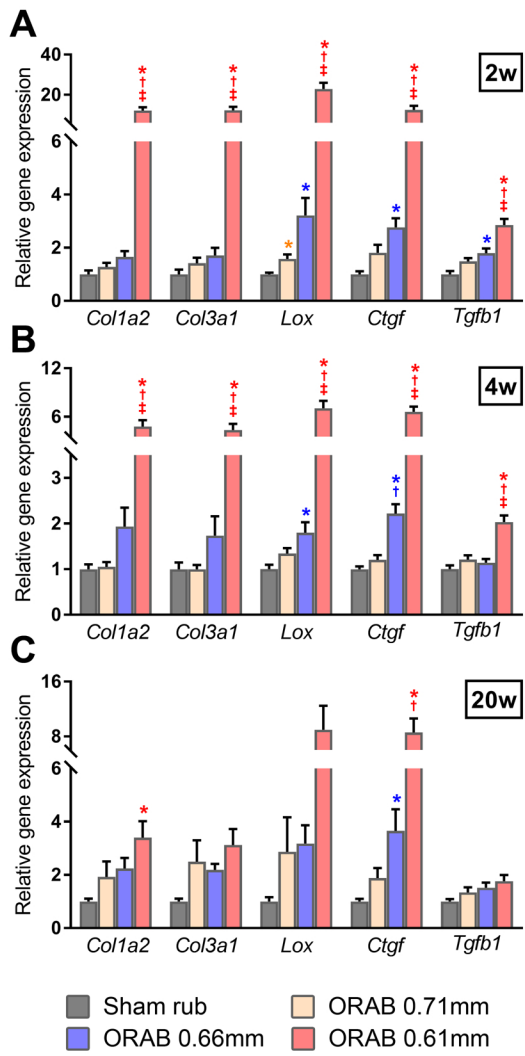 A
2w
Relative gene expression
40
20
6
4
2
0
*†‡ *†‡ *†‡ *†‡ *†‡
* * * *
Col1a2 Col3a1 Lox Ctgf Tgfb1
B
4w
Relative gene expression
12
6
3
2
1
0
*†‡ *†‡ *†‡ *†‡ *†‡
* *†
Col1a2 Col3a1 Lox Ctgf Tgfb1
C
20w
Relative gene expression
16
8
6
4
2
0
* * *†
Col1a2 Col3a1 Lox Ctgf Tgfb1
Sham rub ORAB 0.71mm
ORAB 0.66mm ORAB 0.61mm